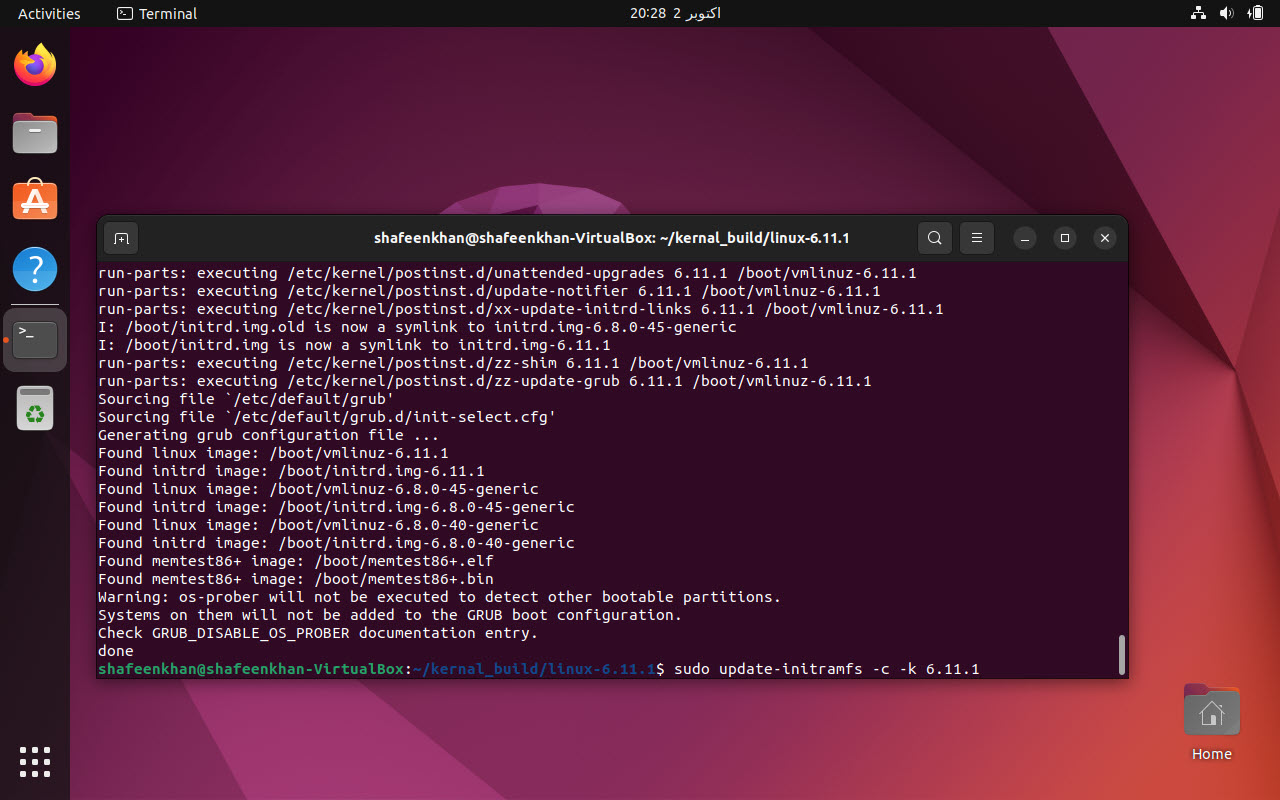 Activities
Terminal
20:28 2 اکتوبر
shafeenkhan@shafeenkhan-VirtualBox: ~/kernal_build/linux-6.11.1
run-parts: executing /etc/kernel/postinst.d/unattended-upgrades 6.11.1 /boot/vmlinuz-6.11.1
run-parts: executing /etc/kernel/postinst.d/update-notifier 6.11.1 /boot/vmlinuz-6.11.1
run-parts: executing /etc/kernel/postinst.d/xx-update-initrd-links 6.11.1 /boot/vmlinuz-6.11.1
I: /boot/initrd.img.old is now a symlink to initrd.img-6.8.0-45-generic
I: /boot/initrd.img is now a symlink to initrd.img-6.11.1
run-parts: executing /etc/kernel/postinst.d/zz-shim 6.11.1 /boot/vmlinuz-6.11.1
run-parts: executing /etc/kernel/postinst.d/zz-update-grub 6.11.1 /boot/vmlinuz-6.11.1
Sourcing file `/etc/default/grub'
Sourcing file `/etc/default/grub.d/init-select.cfg'
Generating grub configuration file ...
Found linux image: /boot/vmlinuz-6.11.1
Found initrd image: /boot/initrd.img-6.11.1
Found linux image: /boot/vmlinuz-6.8.0-45-generic
Found initrd image: /boot/initrd.img-6.8.0-45-generic
Found linux image: /boot/vmlinuz-6.8.0-40-generic
Found initrd image: /boot/initrd.img-6.8.0-40-generic
Found memtest86+ image: /boot/memtest86+.elf
Found memtest86+ image: /boot/memtest86+.bin
Warning: os-prober will not be executed to detect other bootable partitions.
Systems on them will not be added to the GRUB boot configuration.
Check GRUB_DISABLE_OS_PROBER documentation entry.
done
shafeenkhan@shafeenkhan-VirtualBox:~/kernal_build/linux-6.11.1$ sudo update-initramfs -c -k 6.11.1
Home